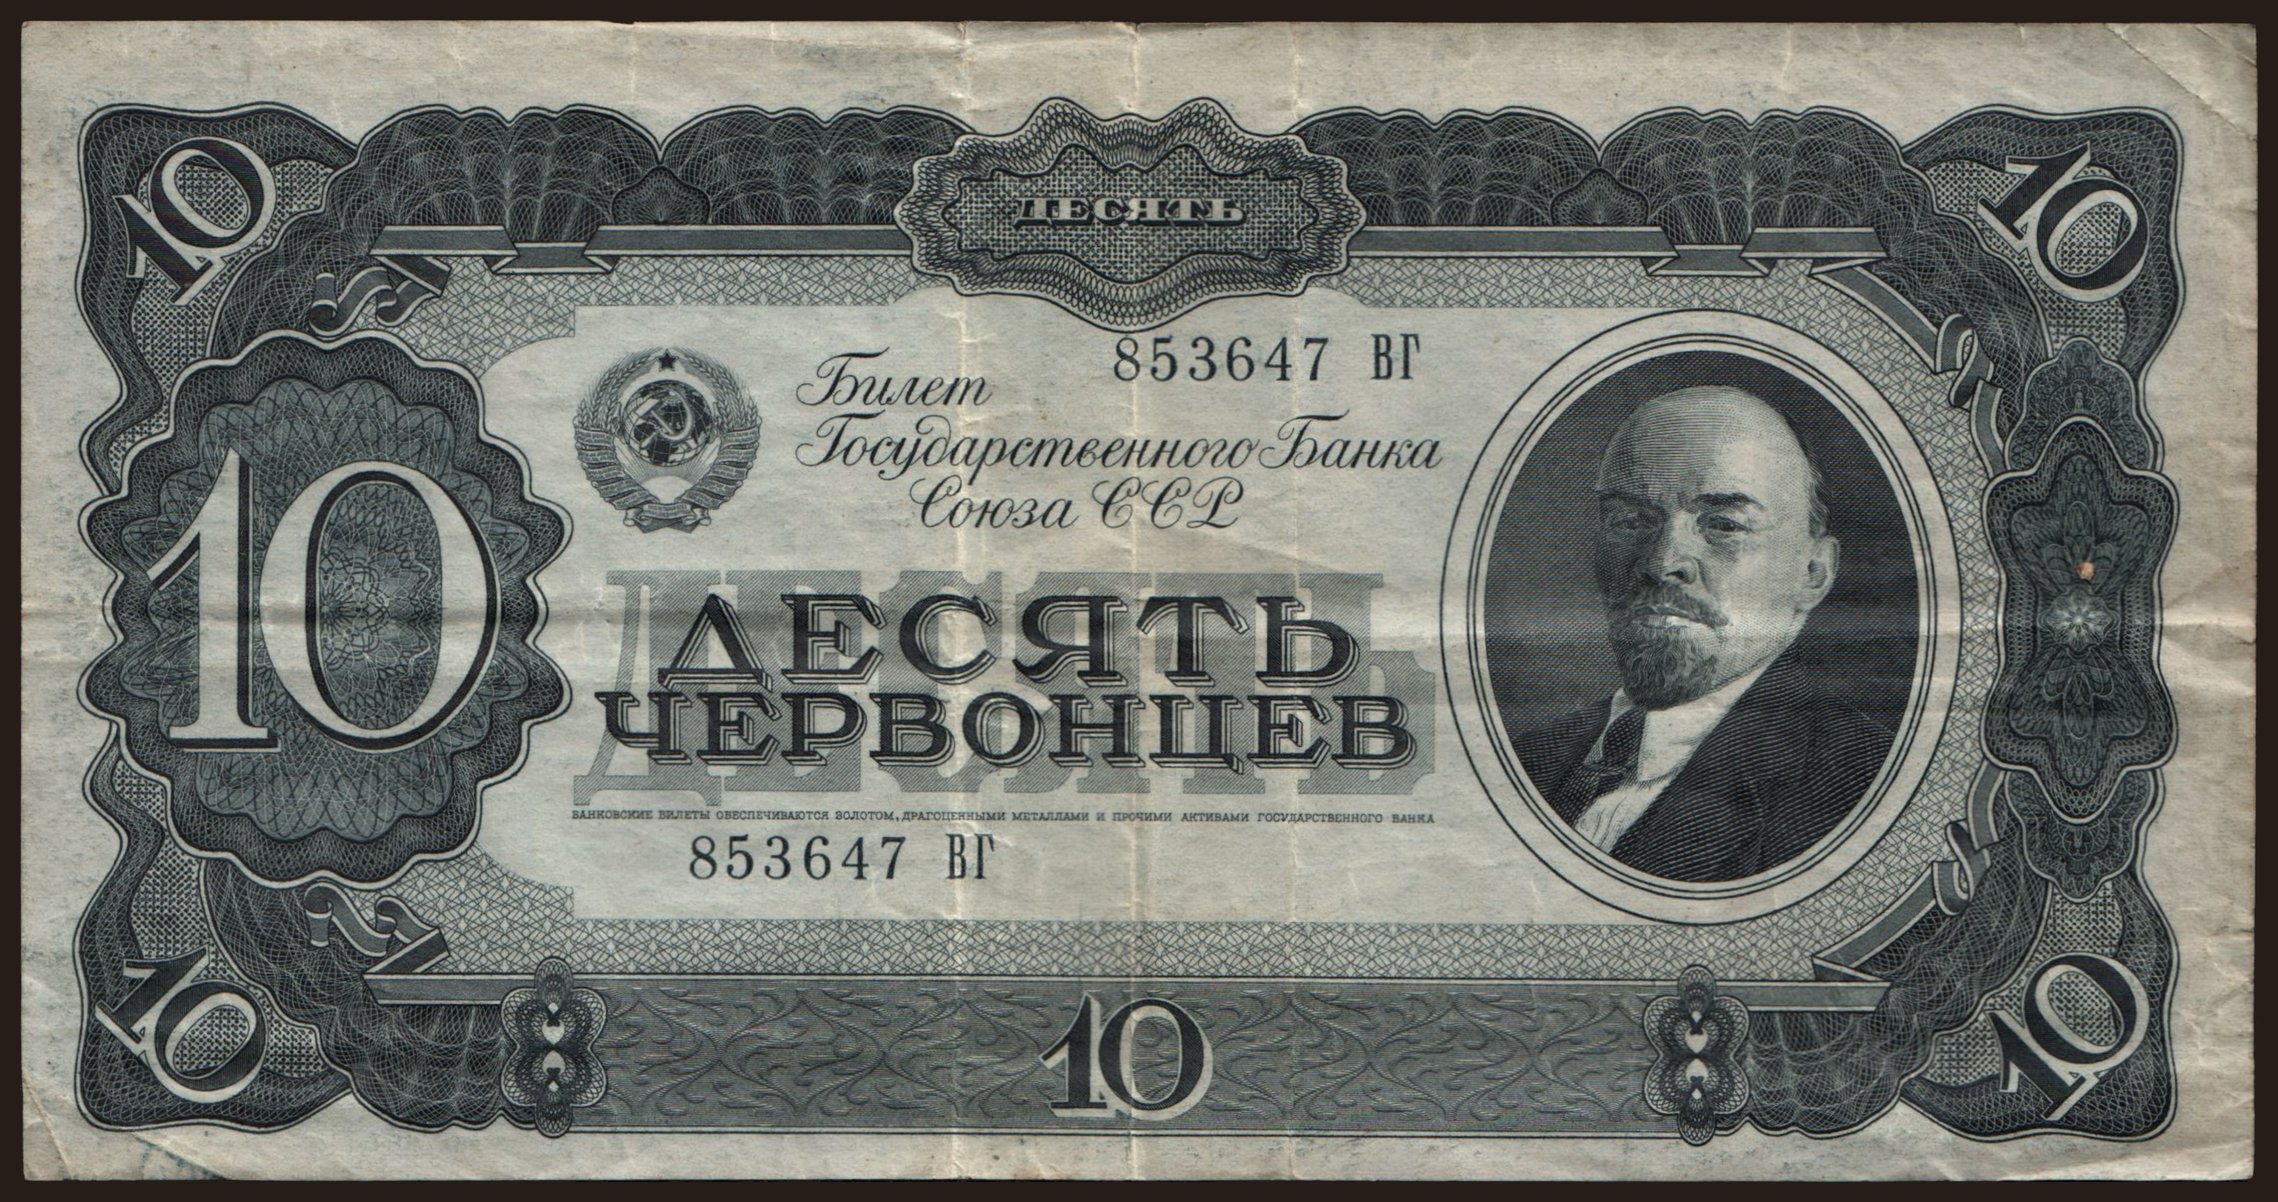 10
10
ДЕСЯТЬ
853647 ВГ
Билет
Государственного Банка
Союза ССР
10
ДЕСЯТЬ
ДЕСЯТЬ
ЧЕРВОНЦЕВ
БАНКОВСКИЕ БИЛЕТЫ ОБЕСПЕЧИВАЮТСЯ ЗОЛОТОМ, ДРАГОЦЕННЫМИ МЕТАЛЛАМИ И ПРОЧИМИ АКТИВАМИ ГОСУДАРСТВЕННОГО БАНКА
853647 ВГ
10
10
10